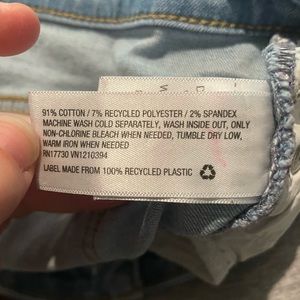 91% COTTON / 7% RECYCLED POLYESTER / 2% SPANDEX
MACHINE WASH COLD SEPARATELY, WASH INSIDE OUT, ONLY
NON-CHLORINE BLEACH WHEN NEEDED, TUMBLE DRY LOW,
WARM IRON WHEN NEEDED
RN17730 VN1210394
LABEL MADE FROM 100% RECYCLED PLASTIC